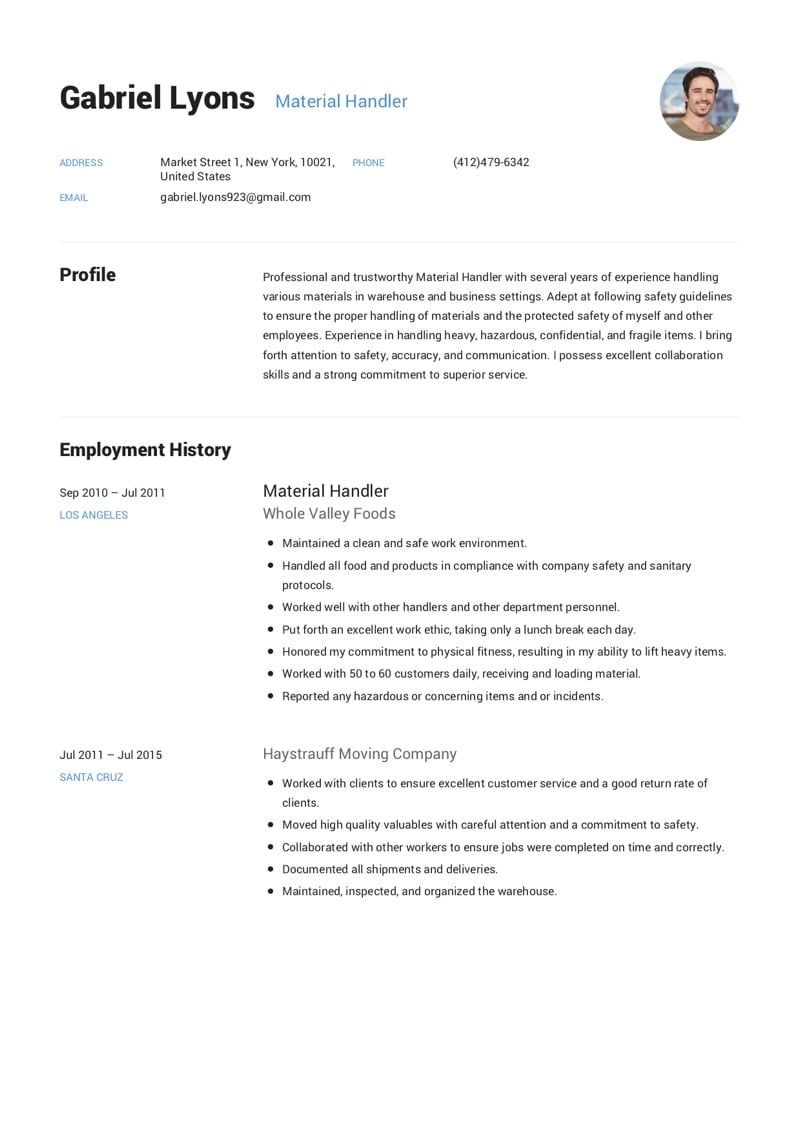 Gabriel Lyons Material Handler
ADDRESS Market Street 1, New York, 10021, PHONE (412)479-6342
United States
EMAIL gabriel.lyons923@gmail.com
Profile
Professional and trustworthy Material Handler with several years of experience handling
various materials in warehouse and business settings. Adept at following safety guidelines
to ensure the proper handling of materials and the protected safety of myself and other
employees. Experience in handling heavy, hazardous, confidential, and fragile items. I bring
forth attention to safety, accuracy, and communication. I possess excellent collaboration
skills and a strong commitment to superior service.
Employment History
Sep 2010 – Jul 2011 Material Handler
LOS ANGELES Whole Valley Foods
• Maintained a clean and safe work environment.
• Handled all food and products in compliance with company safety and sanitary
protocols.
• Worked well with other handlers and other department personnel.
• Put forth an excellent work ethic, taking only a lunch break each day.
• Honored my commitment to physical fitness, resulting in my ability to lift heavy items.
• Worked with 50 to 60 customers daily, receiving and loading material.
• Reported any hazardous or concerning items and or incidents.
Jul 2011 – Jul 2015 Haystrauff Moving Company
SANTA CRUZ
• Worked with clients to ensure excellent customer service and a good return rate of
clients.
• Moved high quality valuables with careful attention and a commitment to safety.
• Collaborated with other workers to ensure jobs were completed on time and correctly.
• Documented all shipments and deliveries.
• Maintained, inspected, and organized the warehouse.